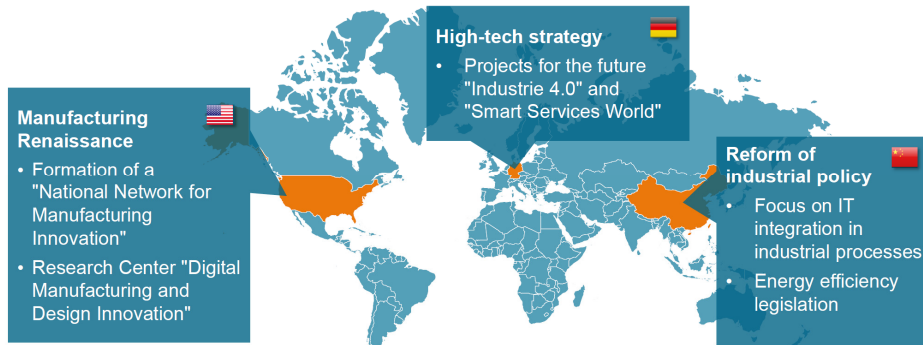 Manufacturing
Renaissance
• Formation of a
"National Network for
Manufacturing
Innovation"
• Research Center "Digital
Manufacturing and
Design Innovation"
High-tech strategy
• Projects for the future
"Industrie 4.0" and
"Smart Services World"
Reform of
industrial policy
• Focus on IT
integration in
industrial processes
• Energy efficiency
legislation